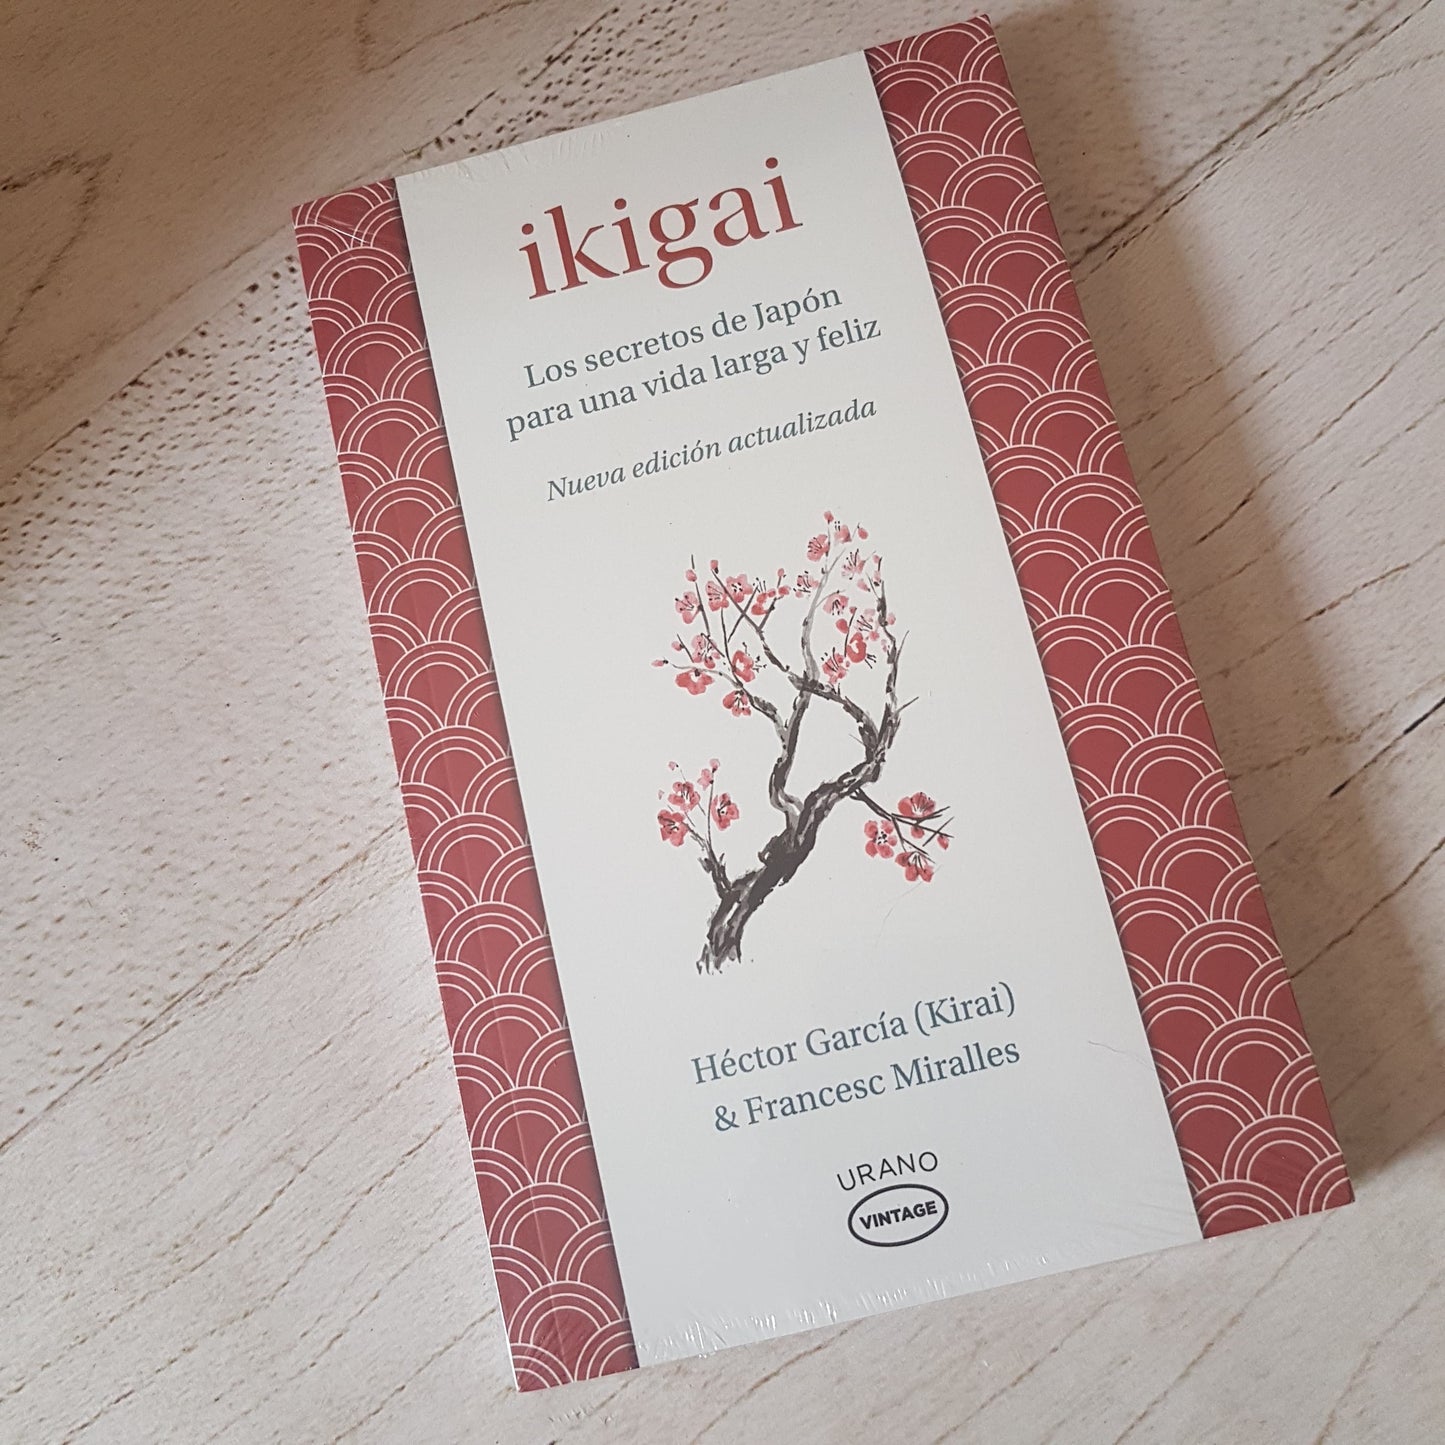 ikigai
Los secretos de Japón
para una vida larga y feliz
Nueva edición actualizada
Héctor García (Kirai)
& Francesc Miralles
URANO
VINTAGE